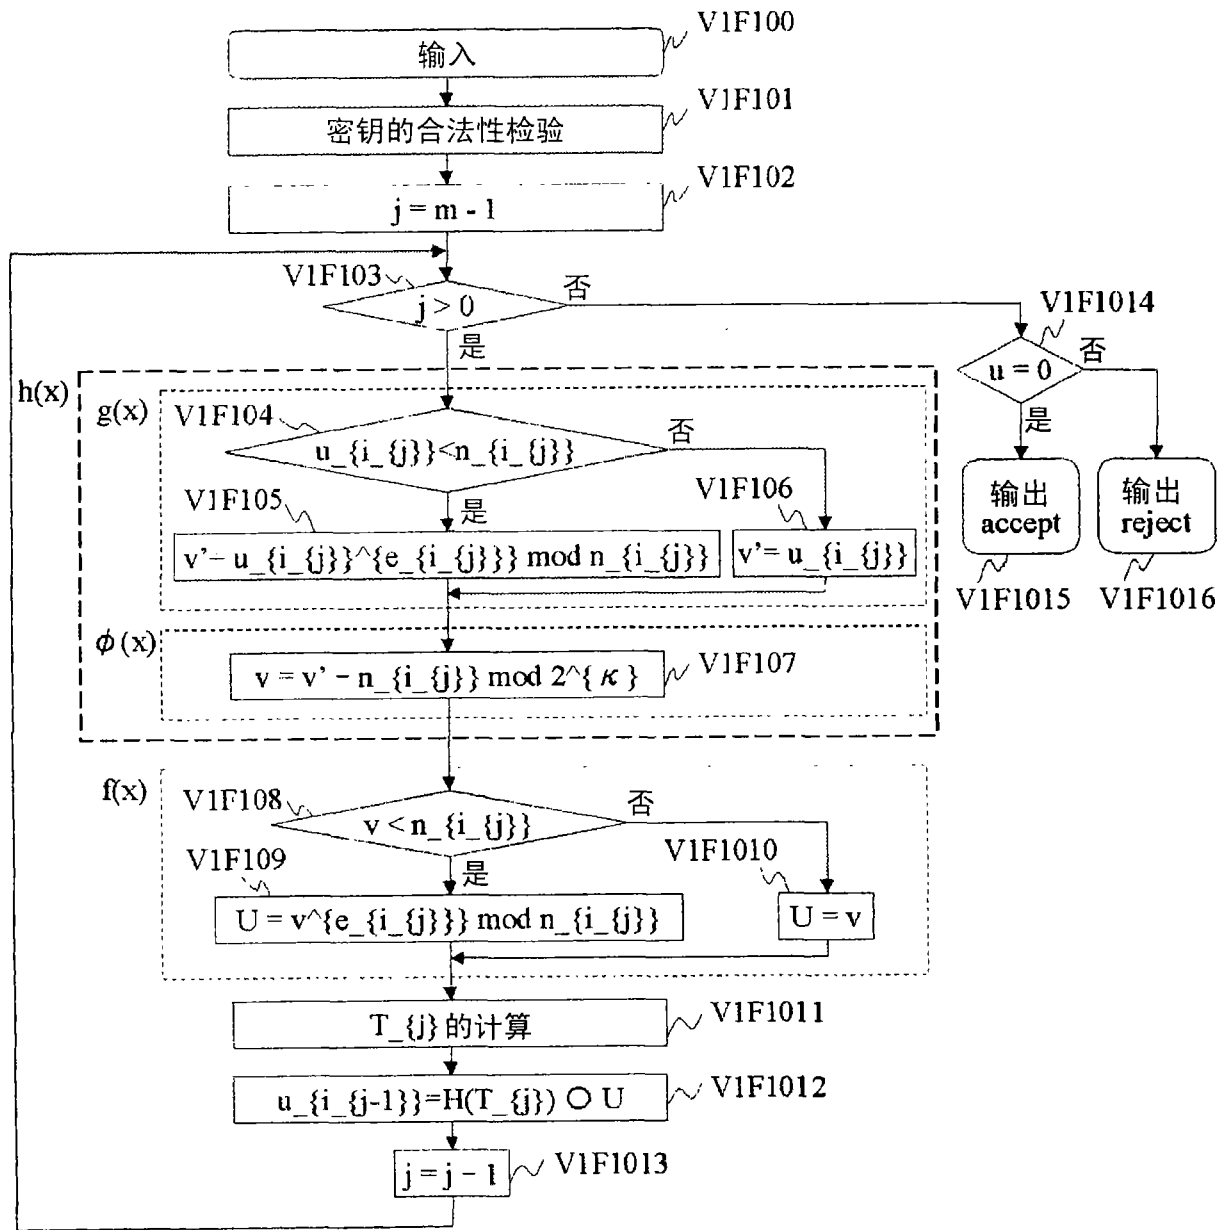 输入
V1F100
密钥的合法性检验
V1F101
j = m - 1
V1F102
V1F103
j > 0
否
是
V1F1014
u = 0
否
是
输出
accept
V1F1015
输出
reject
V1F1016
h(x)
g(x)
V1F104
u_{i_{j}}<n_{i_{j}}
否
是
V1F105
v'= u_{i_{j}}^{e_{i_{j}}} mod n_{i_{j}}
V1F106
v'= u_{i_{j}}
ϕ(x)
v = v' - n_{i_{j}} mod 2^{κ}
V1F107
f(x)
V1F108
v < n_{i_{j}}
否
是
V1F109
U = v^{e_{i_{j}}} mod n_{i_{j}}
V1F1010
U = v
T_{j} 的计算
V1F1011
u_{i_{j-1}}=H(T_{j}) ○ U
V1F1012
j = j - 1
V1F1013